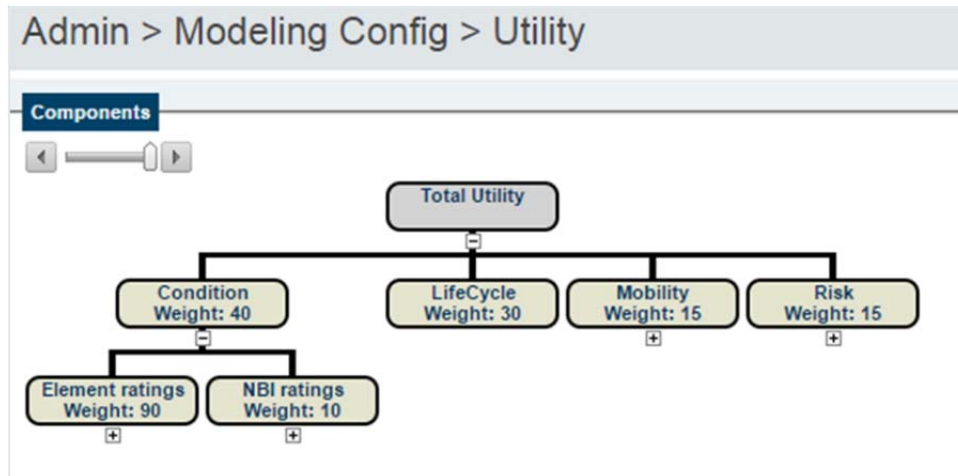 Admin > Modeling Config > Utility
Components
Total Utility
Condition
Weight: 40
LifeCycle
Weight: 30
Mobility
Weight: 15
Risk
Weight: 15
Element ratings
Weight: 90
NBI ratings
Weight: 10